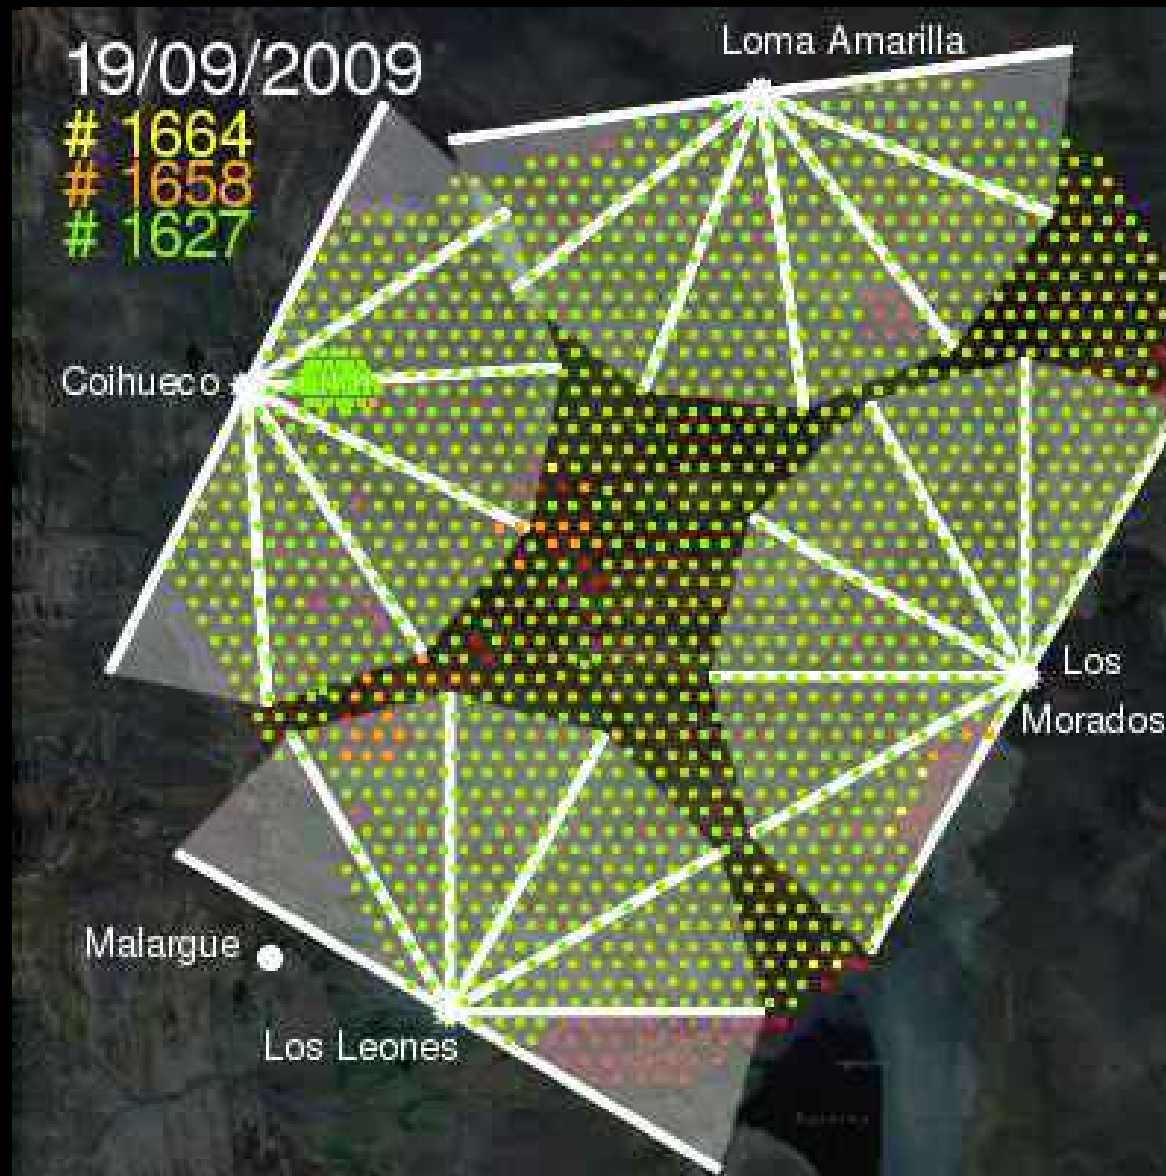 19/09/2009
# 1664
# 1658
# 1627
Loma Amarilla
Coihueco
Los
Morados
Malargue
Los Leones